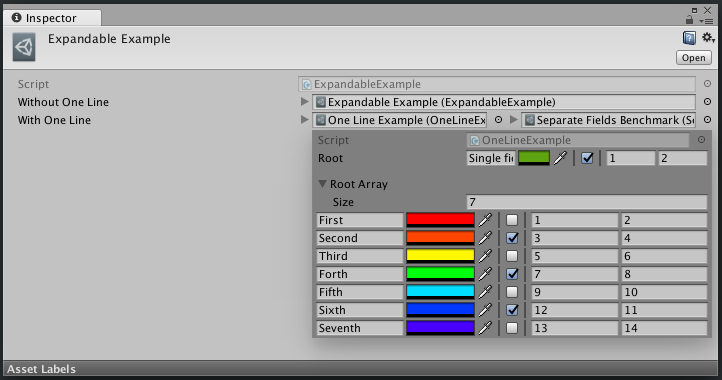 Inspector
Expandable Example
Open
Script ExpandableExample
Without One Line Expandable Example (ExpandableExample)
With One Line One Line Example (OneLineEx Separate Fields Benchmark (S
Script OneLineExample
Root Single fi 1 2
Root Array
Size 7
First 1 2
Second 3 4
Third 5 6
Forth 7 8
Fifth 9 10
Sixth 12 11
Seventh 13 14
Asset Labels